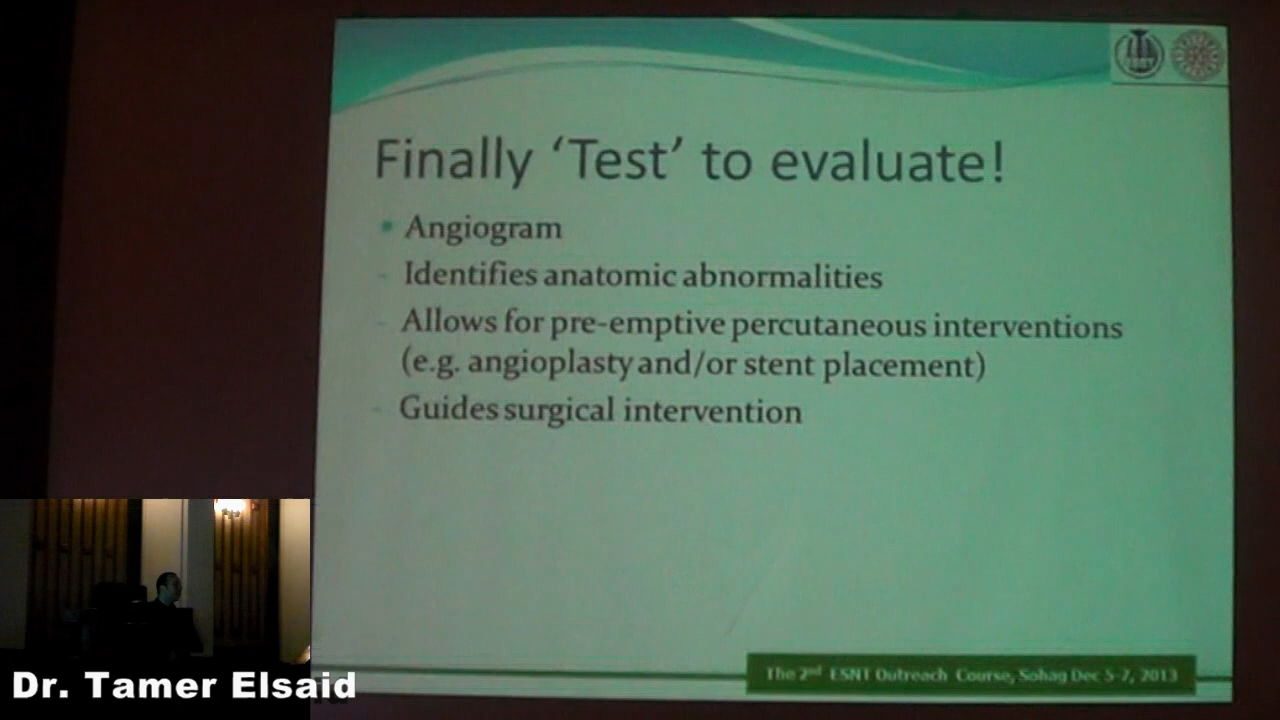 Finally ‘Test’ to evaluate!
Angiogram
Identifies anatomic abnormalities
Allows for pre-emptive percutaneous interventions
(e.g. angioplasty and/or stent placement)
Guides surgical intervention
The 2nd ESNT Outreach Course, Sohag Dec 5-7, 2013
Dr. Tamer Elsaid